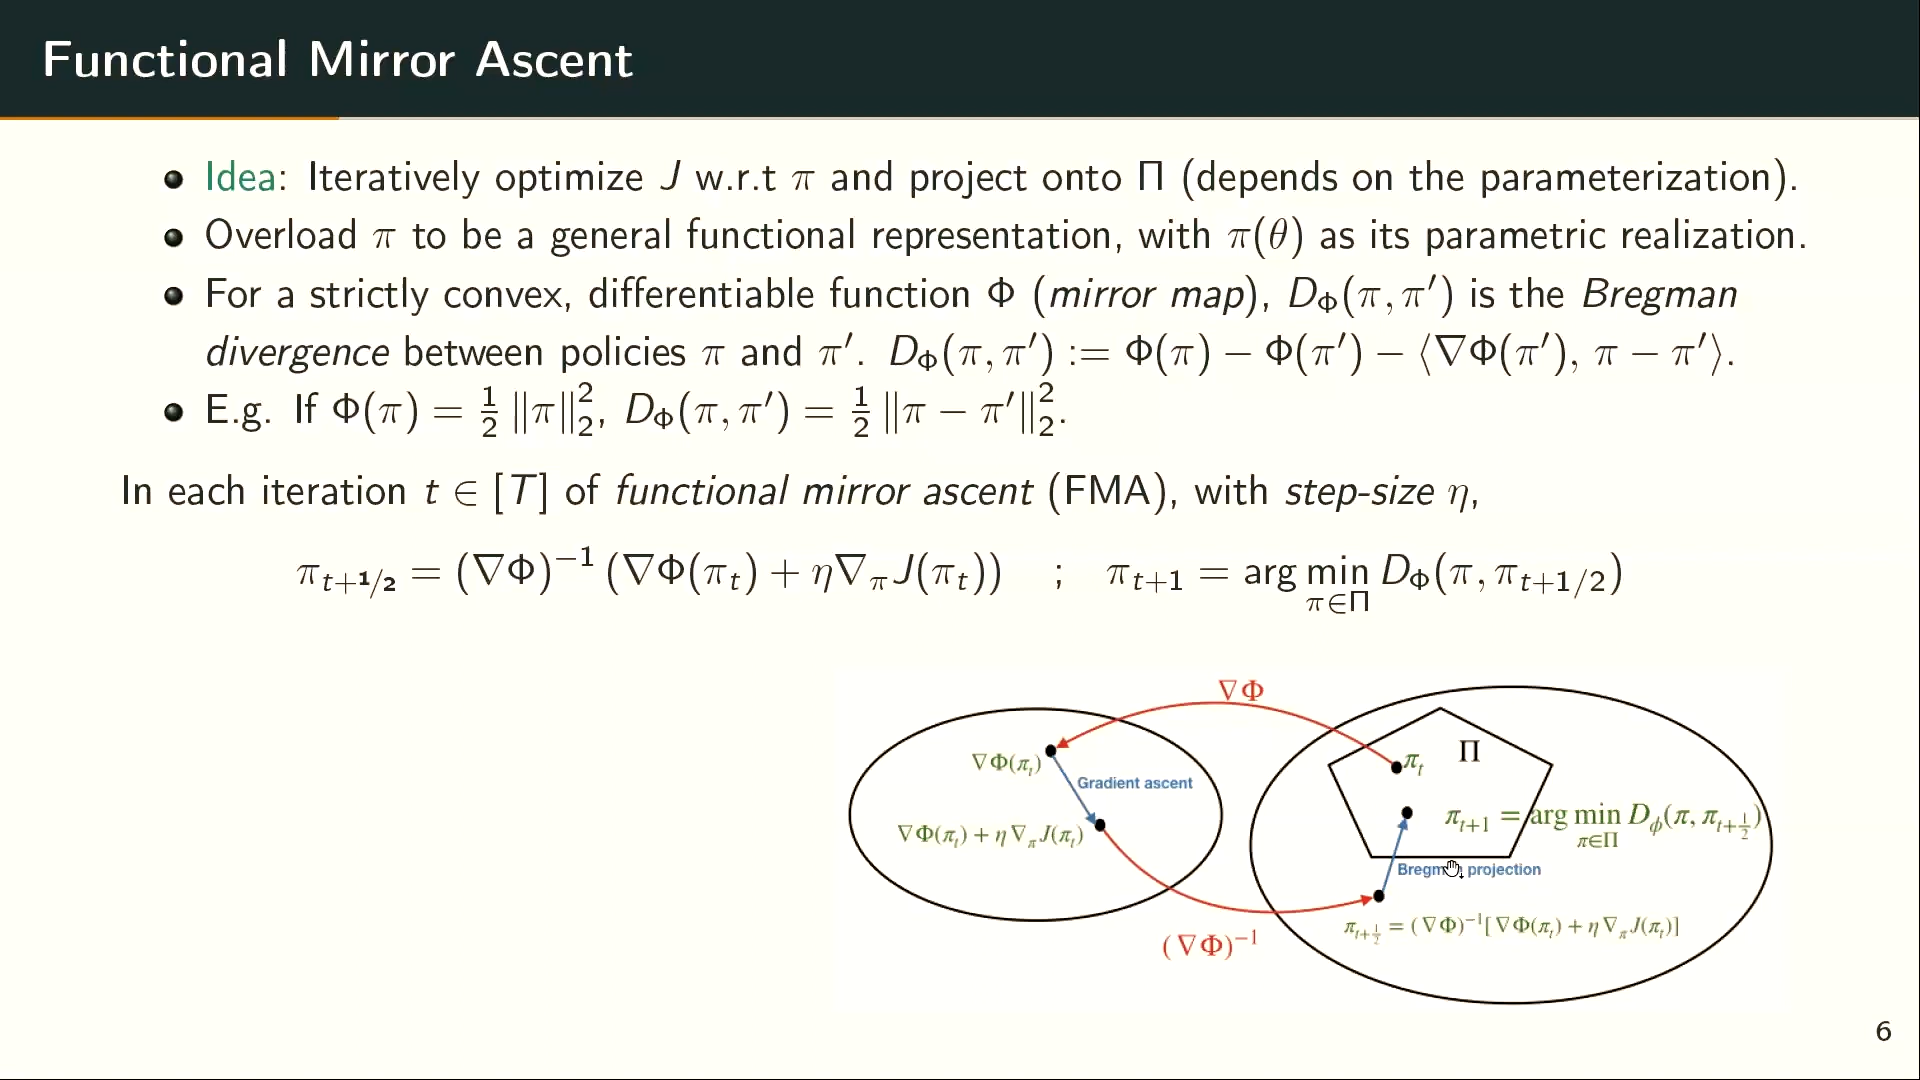 Functional Mirror Ascent
• Idea: Iteratively optimize J w.r.t π and project onto Π (depends on the parameterization).
• Overload π to be a general functional representation, with π(θ) as its parametric realization.
• For a strictly convex, differentiable function Φ (mirror map), D_Φ(π, π′) is the Bregman
divergence between policies π and π′. D_Φ(π, π′) := Φ(π) − Φ(π′) − ⟨∇Φ(π′), π − π′⟩.
• E.g. If Φ(π) = ½ ‖π‖₂², D_Φ(π, π′) = ½ ‖π − π′‖₂².
In each iteration t ∈ [T] of functional mirror ascent (FMA), with step-size η,
π_{t+1/2} = (∇Φ)⁻¹ (∇Φ(π_t) + η∇_π J(π_t)) ; π_{t+1} = arg min_{π∈Π} D_Φ(π, π_{t+1/2})
∇Φ
Π
∇Φ(π_t)
π_t
Gradient ascent
∇Φ(π_t) + η ∇_π J(π_t)
π_{t+1} = arg min_{π∈Π} D_ϕ(π, π_{t+½})
projection
π_{t+½} = (∇Φ)⁻¹[∇Φ(π_t) + η ∇_π J(π_t)]
(∇Φ)⁻¹
6